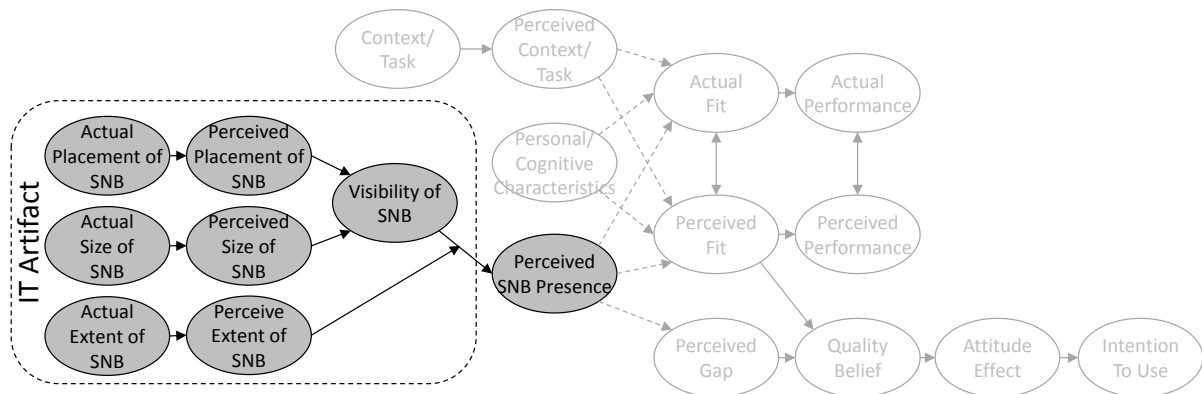 Context/
Task
Perceived
Context/
Task
Actual
Fit
Actual
Performance
Personal/
Cognitive
Characteristics
Perceived
Fit
Perceived
Performance
IT Artifact
Actual
Placement of
SNB
Perceived
Placement of
SNB
Visibility of
SNB
Actual
Size of
SNB
Perceived
Size of
SNB
Actual
Extent of
SNB
Perceive
Extent of
SNB
Perceived
SNB Presence
Perceived
Gap
Quality
Belief
Attitude
Effect
Intention
To Use